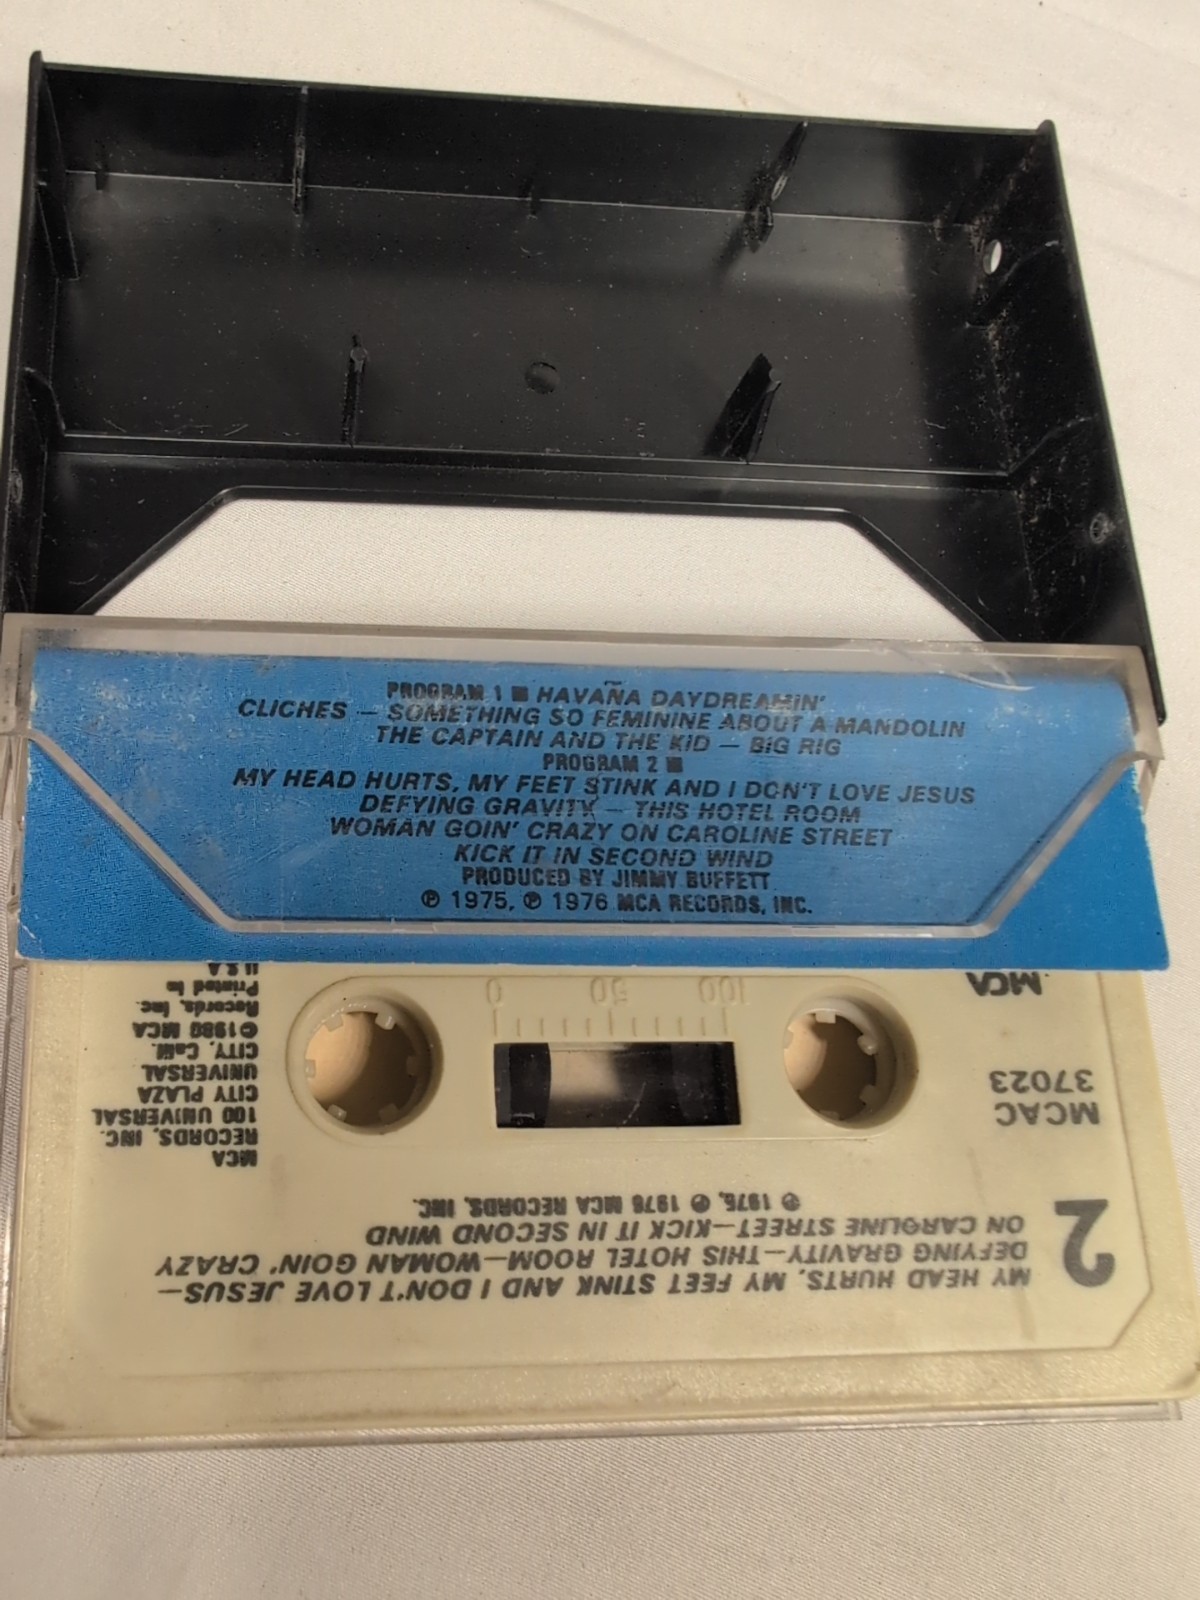 PROGRAM 1 ■ HAVAÑA DAYDREAMIN'
CLICHES — SOMETHING SO FEMININE ABOUT A MANDOLIN
THE CAPTAIN AND THE KID — BIG RIG
PROGRAM 2 ■
MY HEAD HURTS, MY FEET STINK AND I DON'T LOVE JESUS
DEFYING GRAVITY — THIS HOTEL ROOM
WOMAN GOIN' CRAZY ON CAROLINE STREET
KICK IT IN SECOND WIND
PRODUCED BY JIMMY BUFFETT
℗ 1975, ℗ 1976 MCA RECORDS, INC.
2
MY HEAD HURTS, MY FEET STINK AND I DON'T LOVE JESUS—
DEFYING GRAVITY—THIS HOTEL ROOM—WOMAN GOIN' CRAZY
ON CAROLINE STREET—KICK IT IN SECOND WIND
℗ 1975, ℗ 1976 MCA RECORDS, INC.
MCAC
37023
MCA
100 50 0
MCA
RECORDS, INC.
100 UNIVERSAL
CITY PLAZA
UNIVERSAL
CITY, Calif.
©1980 MCA
Records, Inc.
Printed in
U.S.A